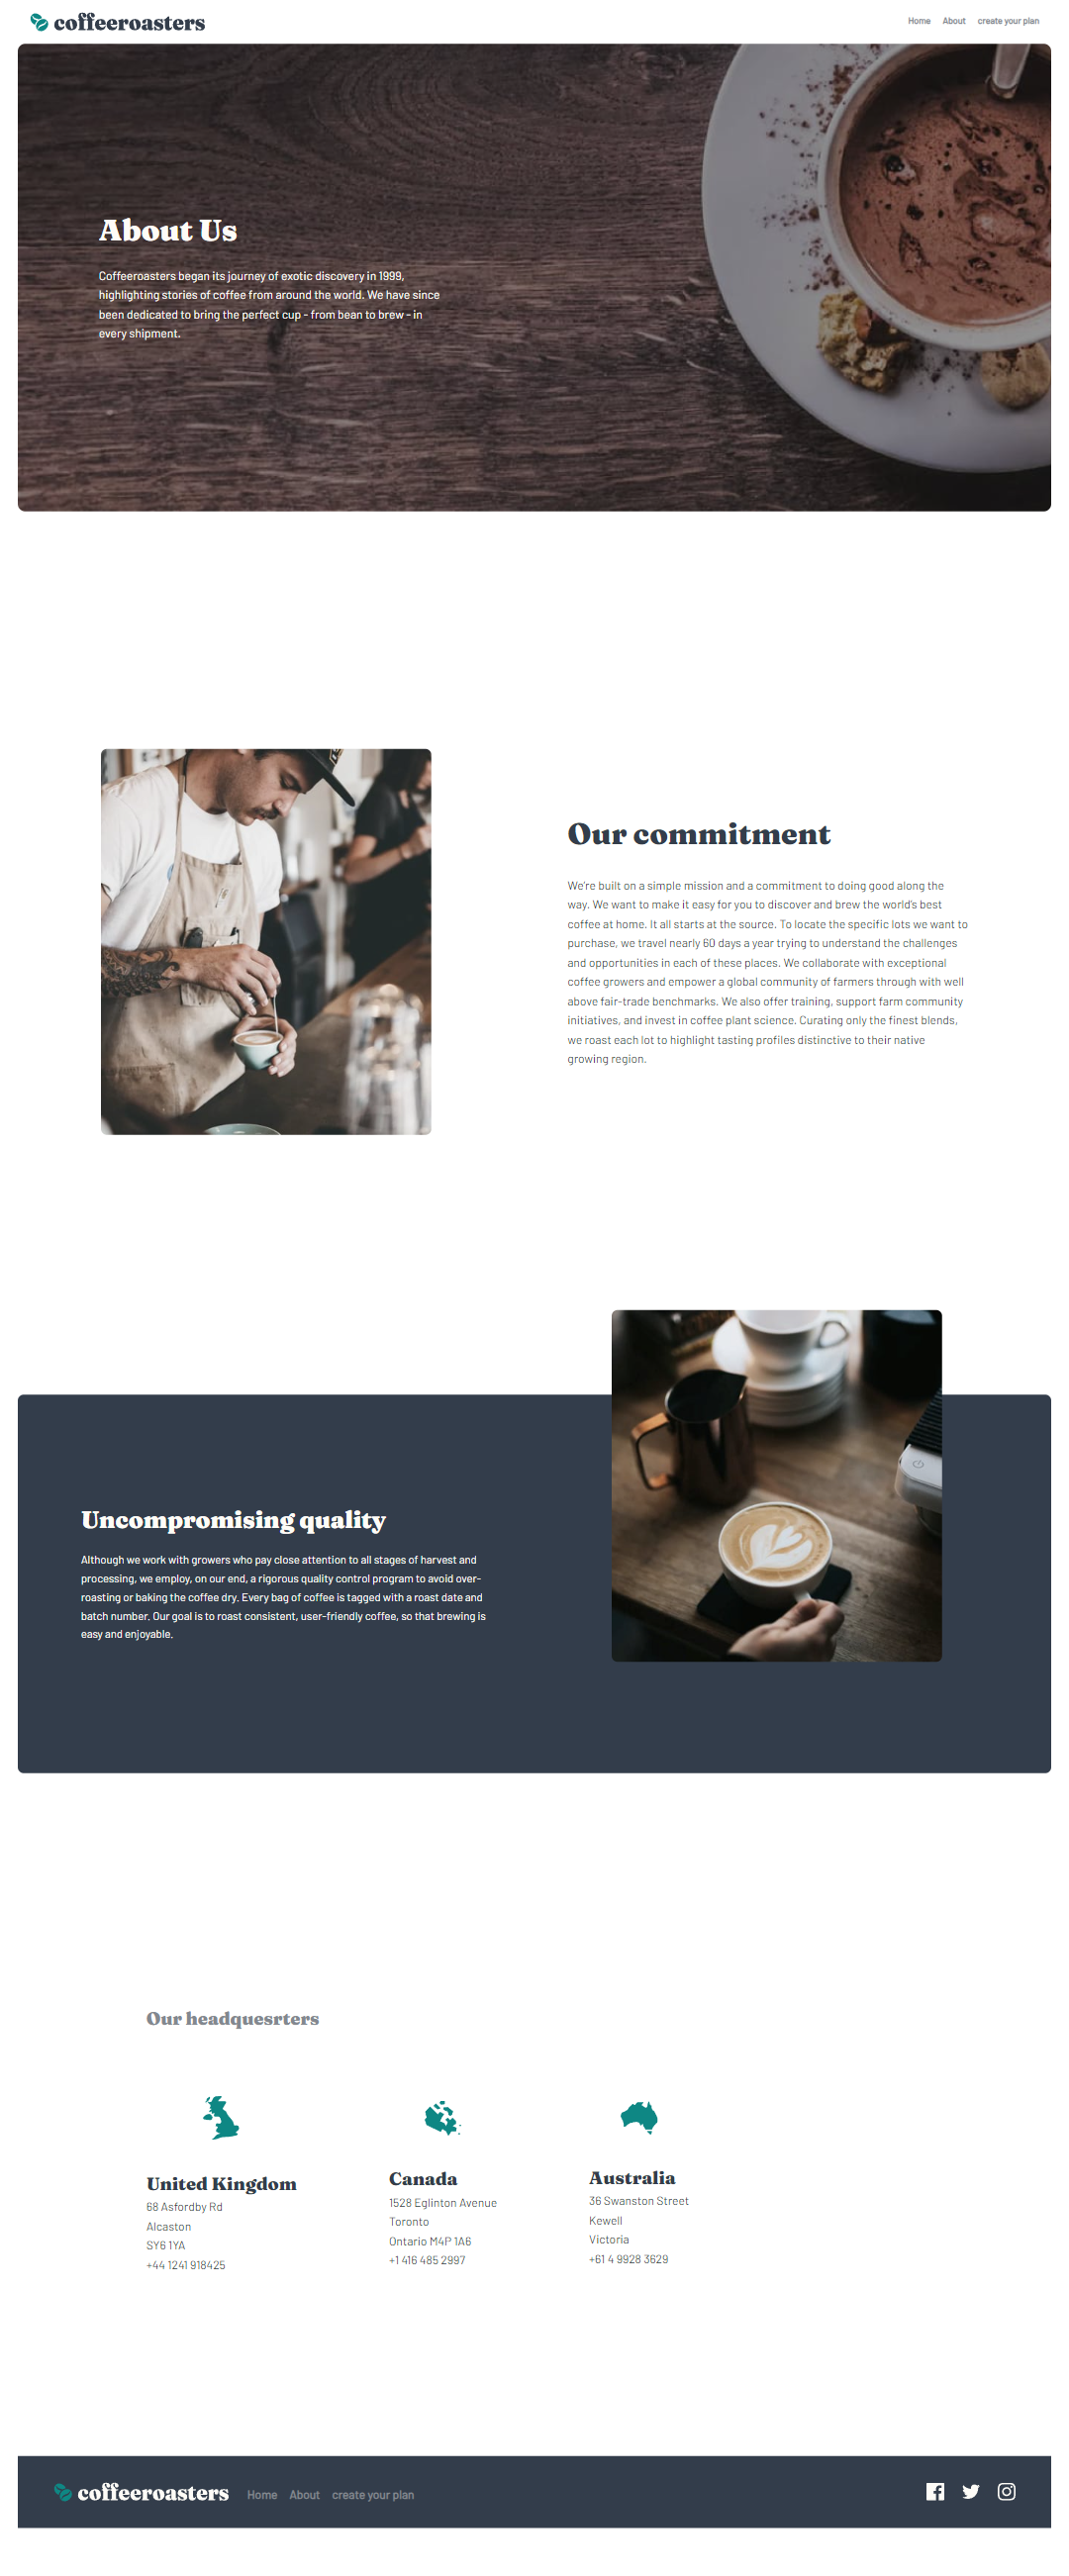 coffeeroasters
Home About create your plan
About Us
Coffeeroasters began its journey of exotic discovery in 1999,
highlighting stories of coffee from around the world. We have since
been dedicated to bring the perfect cup - from bean to brew - in
every shipment.
Our commitment
We're built on a simple mission and a commitment to doing good along the
way. We want to make it easy for you to discover and brew the world's best
coffee at home. It all starts at the source. To locate the specific lots we want to
purchase, we travel nearly 60 days a year trying to understand the challenges
and opportunities in each of these places. We collaborate with exceptional
coffee growers and empower a global community of farmers through with well
above fair-trade benchmarks. We also offer training, support farm community
initiatives, and invest in coffee plant science. Curating only the finest blends,
we roast each lot to highlight tasting profiles distinctive to their native
growing region.
Uncompromising quality
Although we work with growers who pay close attention to all stages of harvest and
processing, we employ, on our end, a rigorous quality control program to avoid over-
roasting or baking the coffee dry. Every bag of coffee is tagged with a roast date and
batch number. Our goal is to roast consistent, user-friendly coffee, so that brewing is
easy and enjoyable.
Our headquesrters
United Kingdom
68 Asfordby Rd
Alcaston
SY6 1YA
+44 1241 918425
Canada
1528 Eglinton Avenue
Toronto
Ontario M4P 1A6
+1 416 485 2997
Australia
36 Swanston Street
Kewell
Victoria
+61 4 9928 3629
coffeeroasters Home About create your plan